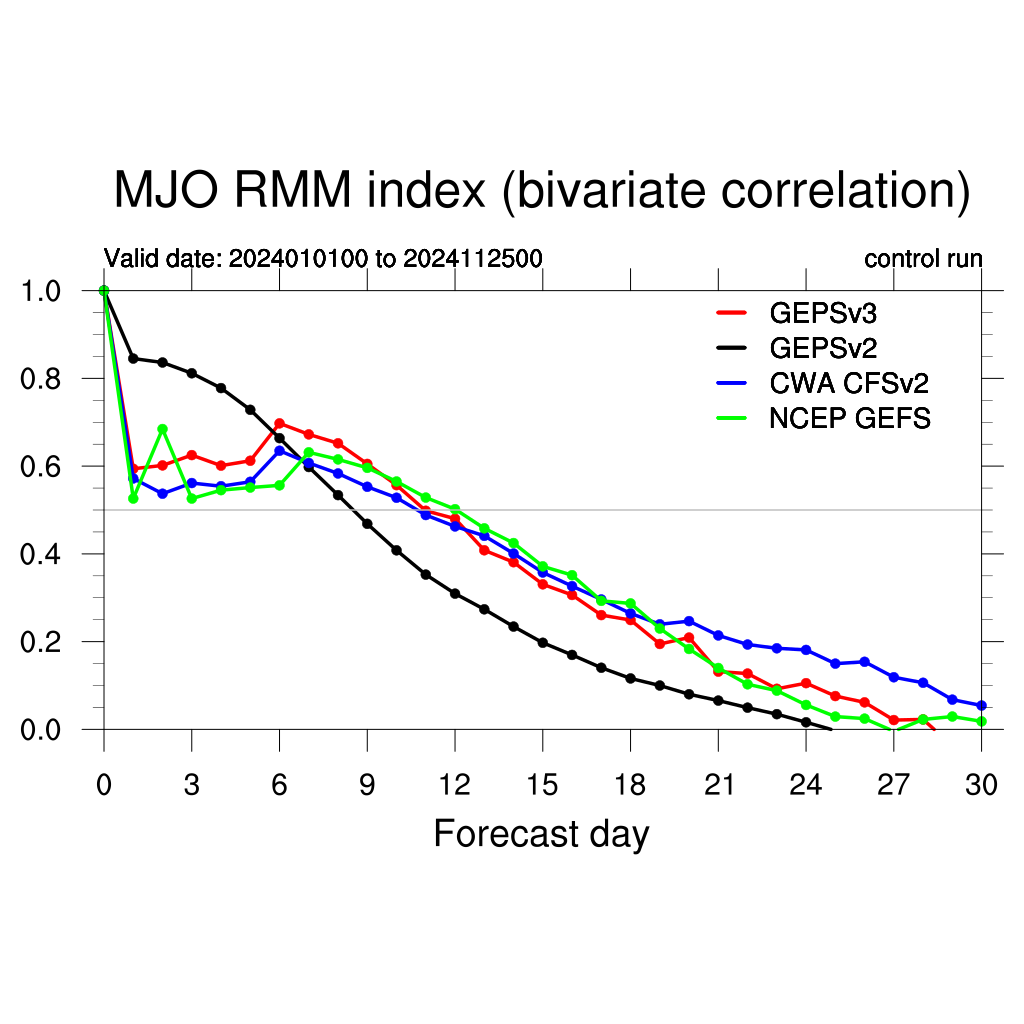 MJO RMM index (bivariate correlation)
Valid date: 2024010100 to 2024112500 control run
1.0
0.8
0.6
0.4
0.2
0.0
GEPSv3
GEPSv2
CWA CFSv2
NCEP GEFS
0 3 6 9 12 15 18 21 24 27 30
Forecast day